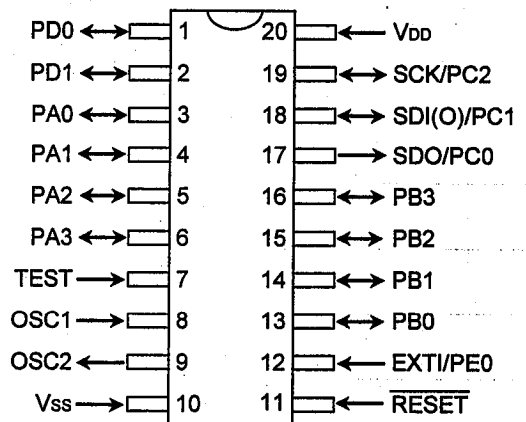 PD0 1 20 VDD
PD1 2 19 SCK/PC2
PA0 3 18 SDI(O)/PC1
PA1 4 17 SDO/PC0
PA2 5 16 PB3
PA3 6 15 PB2
TEST 7 14 PB1
OSC1 8 13 PB0
OSC2 9 12 EXTI/PE0
Vss 10 11 RESET